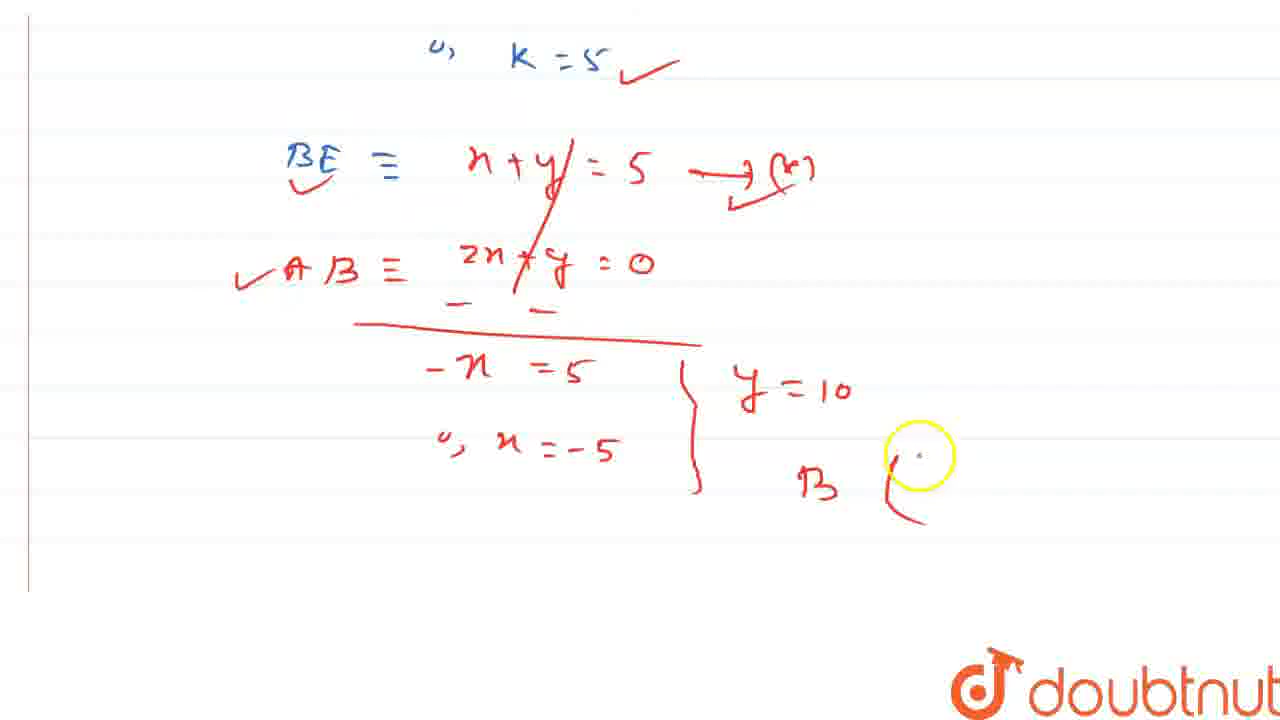 υ, K = 5 ✓
BE ≡ x + y = 5 → (x)
✓ AB ≡ 2x + y = 0
− −
-x = 5
υ, x = -5
y = 10
B (
doubtnut